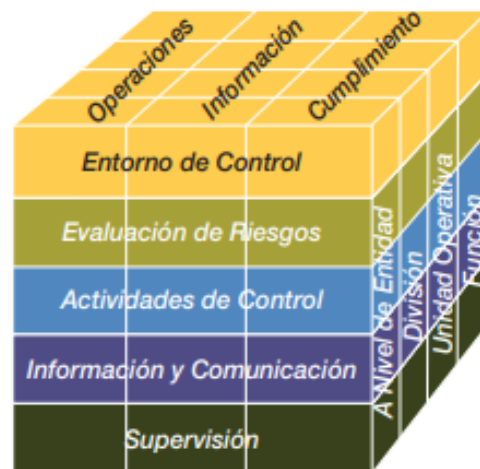 Operaciones
Información
Cumplimiento
Entorno de Control
Evaluación de Riesgos
Actividades de Control
Información y Comunicación
Supervisión
A Nivel de Entidad
División
Unidad Operativa
Función